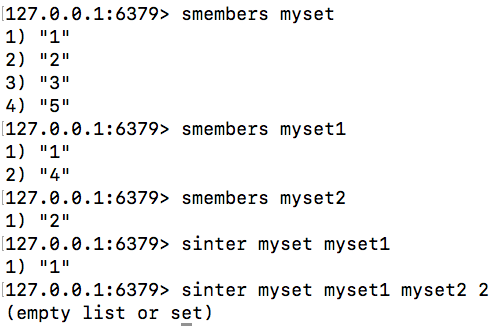 127.0.0.1:6379> smembers myset
1) "1"
2) "2"
3) "3"
4) "5"
127.0.0.1:6379> smembers myset1
1) "1"
2) "4"
127.0.0.1:6379> smembers myset2
1) "2"
127.0.0.1:6379> sinter myset myset1
1) "1"
127.0.0.1:6379> sinter myset myset1 myset2 2
(empty list or set)